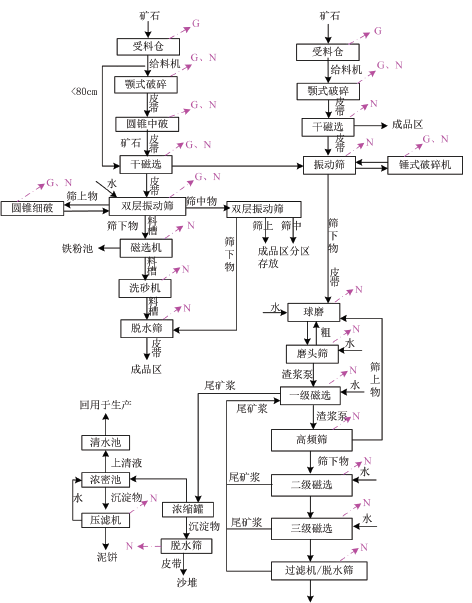 矿石
矿石
G
G
受料仓
受料仓
给料机
G、N
给料机
G、N
<80cm
颚式破碎
颚式破碎
皮带
G、N
皮带
N
圆锥中破
干磁选
成品区
矿石
皮带
G、N
皮带
N
G、N
干磁选
振动筛
锤式破碎机
G、N
水
皮带
G、N
筛上物
圆锥细破
双层振动筛
筛中物
双层振动筛
筛下物
料槽
N
筛上
筛中
筛下物
筛下物
铁粉池
磁选机
成品区分区
存放
料槽
N
皮带
洗砂机
N
料槽
N
水
球磨
脱水筛
粗
N
水
皮带
磨头筛
成品区
渣浆泵
N
筛上物
尾矿浆
尾矿浆
一级磁选
水
回用于生产
渣浆泵
N
清水池
高频筛
上清液
筛下物
N
浓密池
尾矿浆
二级磁选
水
水
沉淀物
N
浓缩罐
N
压滤机
沉淀物
尾矿浆
三级磁选
水
N
脱水筛
N
泥饼
皮带
过滤机/脱水筛
沙堆